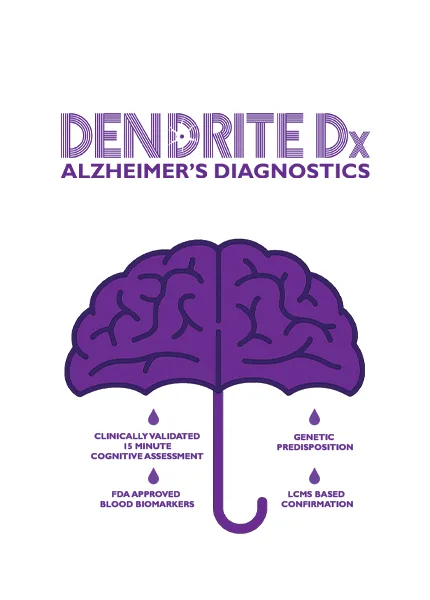 DENDRITE Dx
ALZHEIMER'S DIAGNOSTICS
CLINICALLY VALIDATED
15 MINUTE
COGNITIVE ASSESSMENT
GENETIC
PREDISPOSITION
FDA APPROVED
BLOOD BIOMARKERS
LCMS BASED
CONFIRMATION